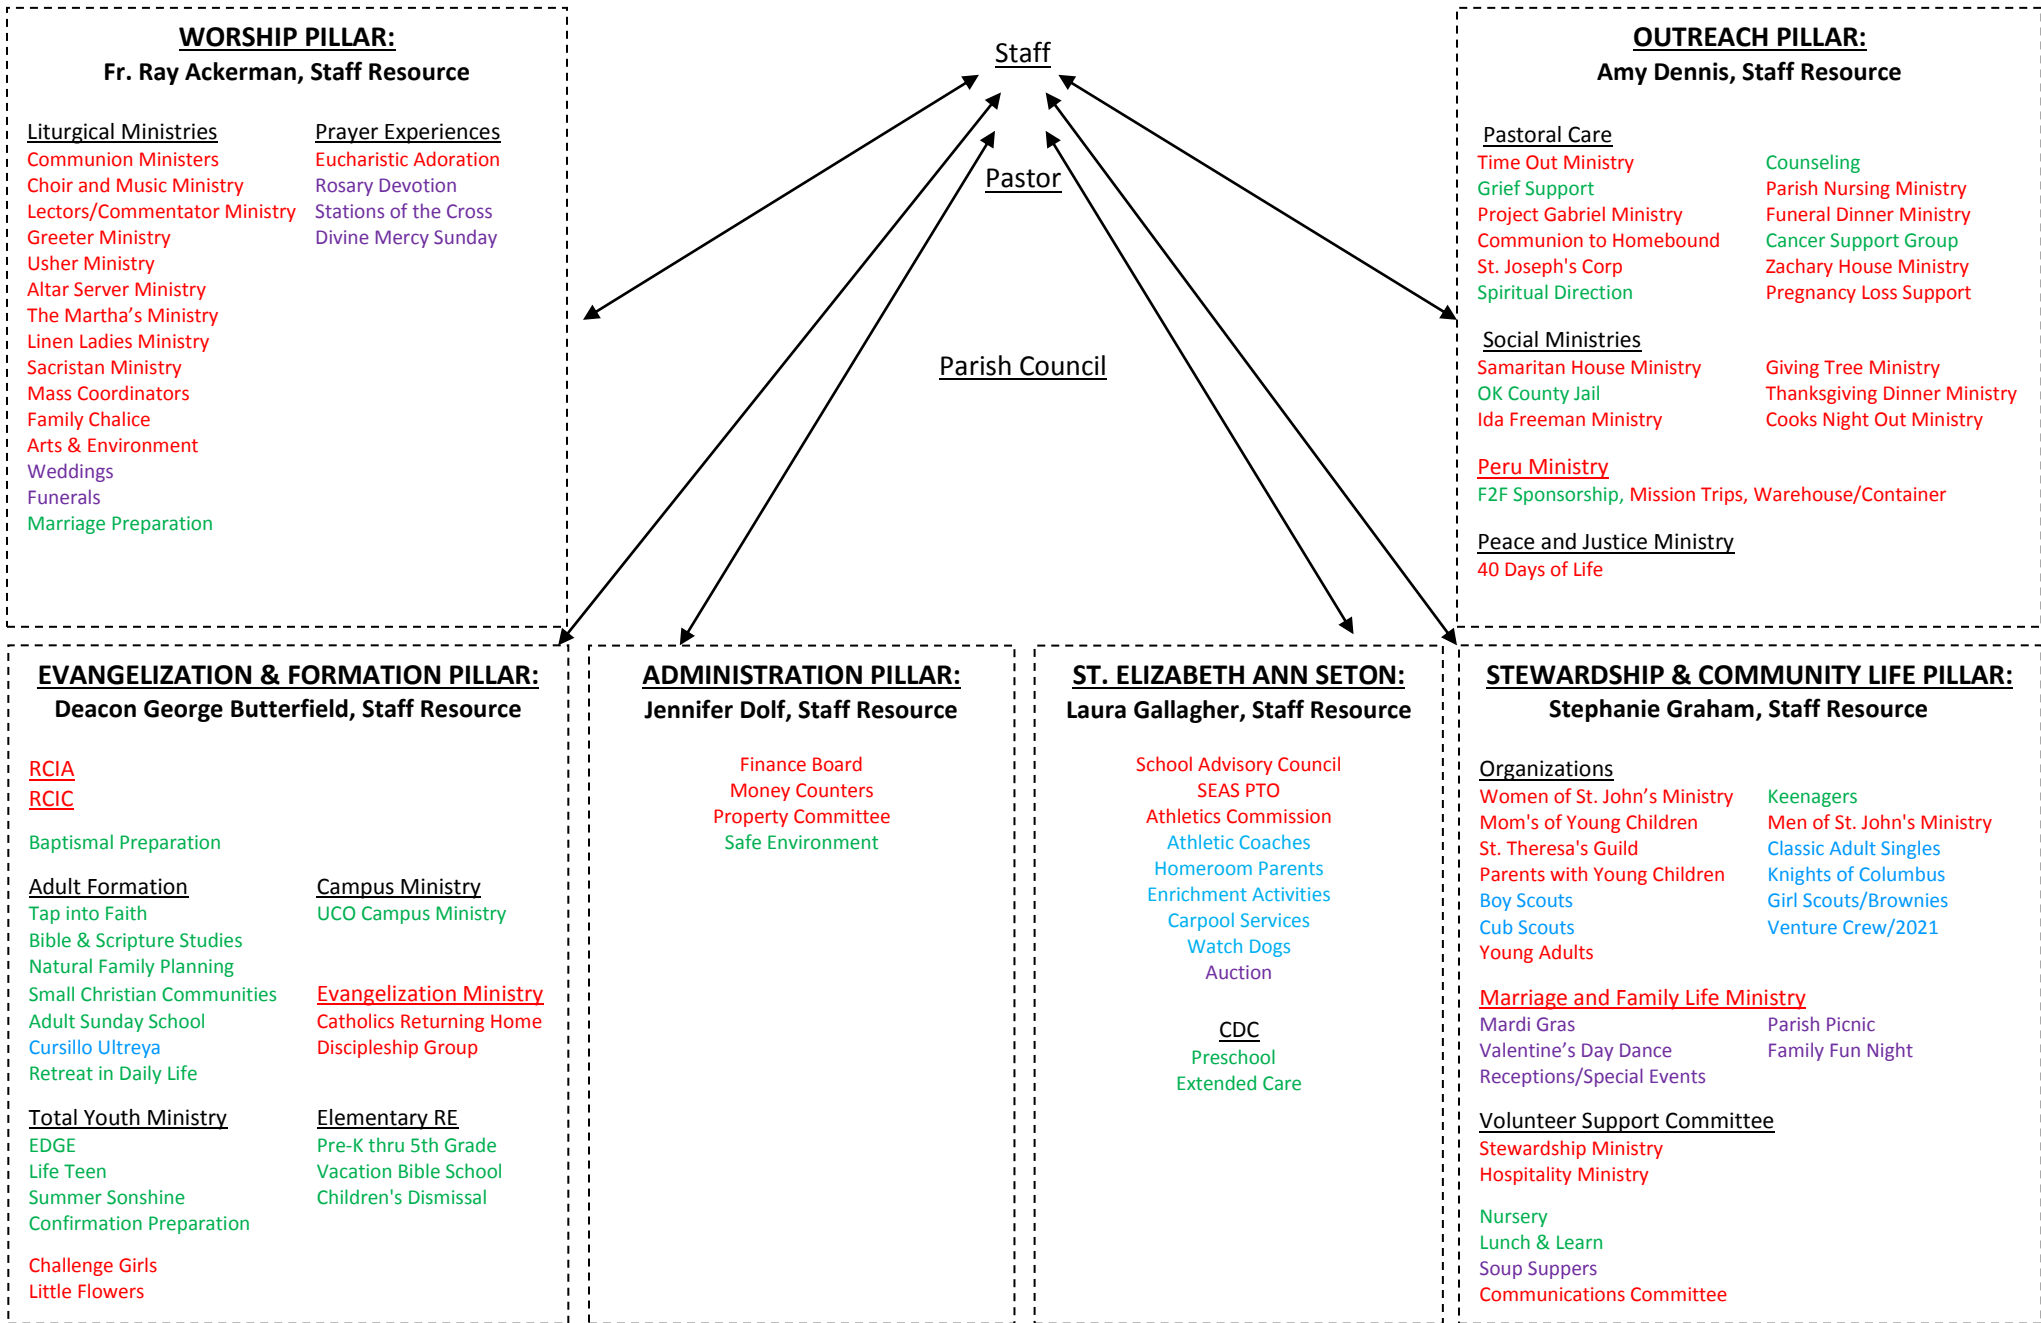 WORSHIP PILLAR:
Fr. Ray Ackerman, Staff Resource
Liturgical Ministries
Communion Ministers
Choir and Music Ministry
Lectors/Commentator Ministry
Greeter Ministry
Usher Ministry
Altar Server Ministry
The Martha’s Ministry
Linen Ladies Ministry
Sacristan Ministry
Mass Coordinators
Family Chalice
Arts & Environment
Weddings
Funerals
Marriage Preparation
Prayer Experiences
Eucharistic Adoration
Rosary Devotion
Stations of the Cross
Divine Mercy Sunday
Staff
Pastor
Parish Council
OUTREACH PILLAR:
Amy Dennis, Staff Resource
Pastoral Care
Time Out Ministry
Grief Support
Project Gabriel Ministry
Communion to Homebound
St. Joseph's Corp
Spiritual Direction
Counseling
Parish Nursing Ministry
Funeral Dinner Ministry
Cancer Support Group
Zachary House Ministry
Pregnancy Loss Support
Social Ministries
Samaritan House Ministry
OK County Jail
Ida Freeman Ministry
Giving Tree Ministry
Thanksgiving Dinner Ministry
Cooks Night Out Ministry
Peru Ministry
F2F Sponsorship, Mission Trips, Warehouse/Container
Peace and Justice Ministry
40 Days of Life
EVANGELIZATION & FORMATION PILLAR:
Deacon George Butterfield, Staff Resource
RCIA
RCIC
Baptismal Preparation
Adult Formation
Tap into Faith
Bible & Scripture Studies
Natural Family Planning
Small Christian Communities
Adult Sunday School
Cursillo Ultreya
Retreat in Daily Life
Campus Ministry
UCO Campus Ministry
Evangelization Ministry
Catholics Returning Home
Discipleship Group
Total Youth Ministry
EDGE
Life Teen
Summer Sonshine
Confirmation Preparation
Elementary RE
Pre-K thru 5th Grade
Vacation Bible School
Children's Dismissal
Challenge Girls
Little Flowers
ADMINISTRATION PILLAR:
Jennifer Dolf, Staff Resource
Finance Board
Money Counters
Property Committee
Safe Environment
ST. ELIZABETH ANN SETON:
Laura Gallagher, Staff Resource
School Advisory Council
SEAS PTO
Athletics Commission
Athletic Coaches
Homeroom Parents
Enrichment Activities
Carpool Services
Watch Dogs
Auction
CDC
Preschool
Extended Care
STEWARDSHIP & COMMUNITY LIFE PILLAR:
Stephanie Graham, Staff Resource
Organizations
Women of St. John’s Ministry
Mom's of Young Children
St. Theresa's Guild
Parents with Young Children
Boy Scouts
Cub Scouts
Young Adults
Keenagers
Men of St. John's Ministry
Classic Adult Singles
Knights of Columbus
Girl Scouts/Brownies
Venture Crew/2021
Marriage and Family Life Ministry
Mardi Gras
Valentine’s Day Dance
Receptions/Special Events
Parish Picnic
Family Fun Night
Volunteer Support Committee
Stewardship Ministry
Hospitality Ministry
Nursery
Lunch & Learn
Soup Suppers
Communications Committee